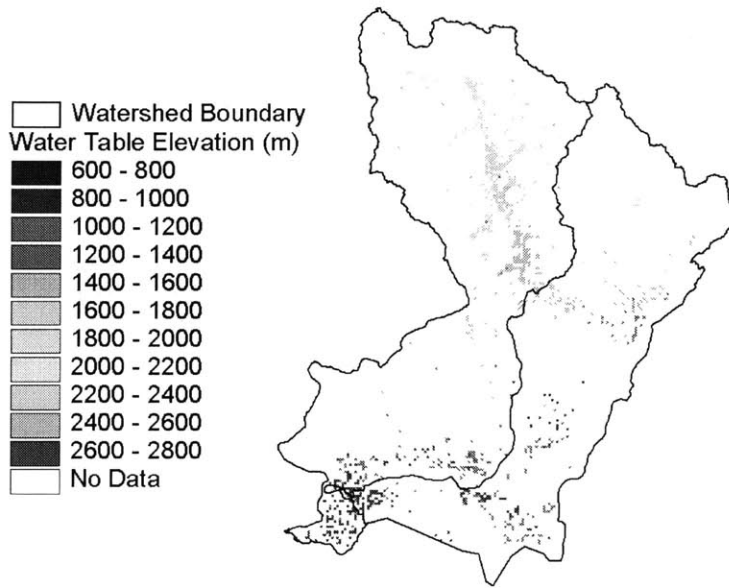 Watershed Boundary
Water Table Elevation (m)
600 - 800
800 - 1000
1000 - 1200
1200 - 1400
1400 - 1600
1600 - 1800
1800 - 2000
2000 - 2200
2200 - 2400
2400 - 2600
2600 - 2800
No Data